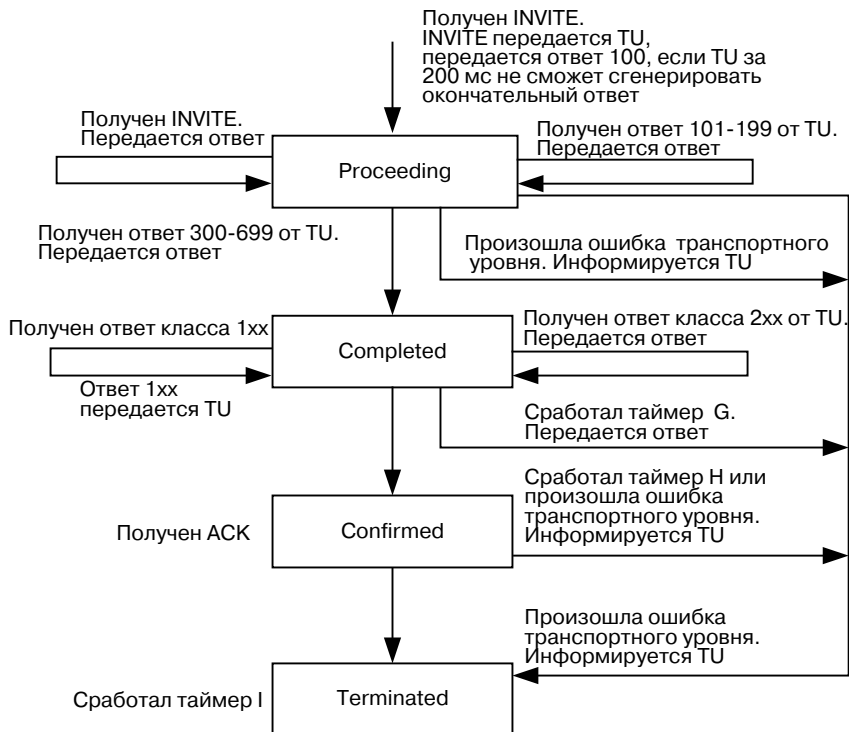 Получен INVITE.
INVITE передается TU,
передается ответ 100, если TU за
200 мс не сможет сгенерировать
окончательный ответ
Получен INVITE.
Передается ответ
Получен ответ 101-199 от TU.
Передается ответ
Proceeding
Получен ответ 300-699 от TU.
Передается ответ
Произошла ошибка транспортного
уровня. Информируется TU
Получен ответ класса 1xx
Получен ответ класса 2xx от TU.
Передается ответ
Completed
Ответ 1xx
передается TU
Сработал таймер G.
Передается ответ
Сработал таймер H или
произошла ошибка
транспортного уровня.
Информируется TU
Получен ACK
Confirmed
Произошла ошибка
транспортного уровня.
Информируется TU
Сработал таймер I
Terminated